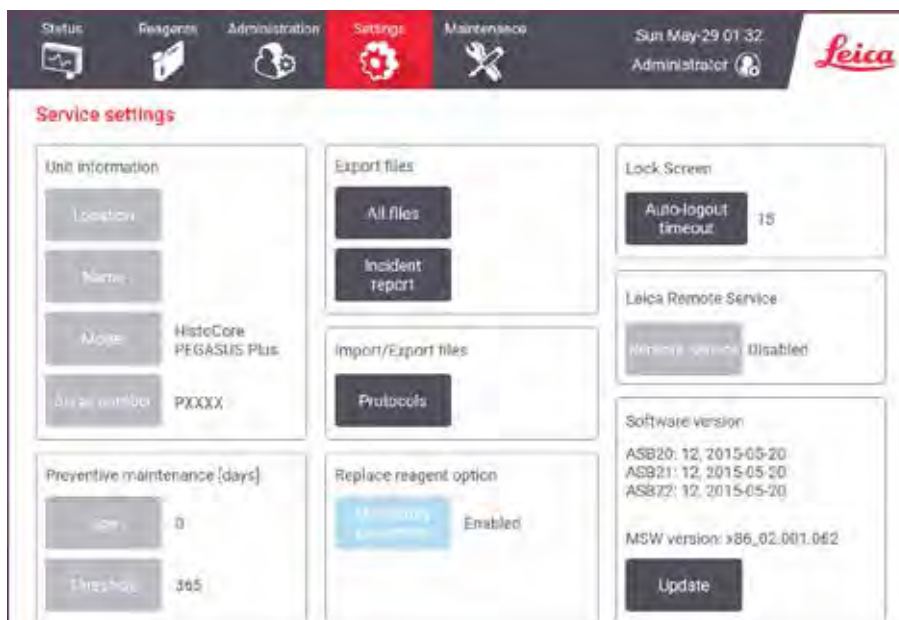 Status Reagents Administration Settings Maintenance
Sun May-29 01 32
Administrator
Leica
Service settings
Unit information
Location
Name
Model
HistoCore
PEGASUS Plus
Serial number
PXXXX
Preventive maintenance [days]
0
Threshold
365
Export files
All files
Incident
report
Import/Export files
Protocols
Replace reagent option
Enabled
Lock Screen
Auto-logout
timeout
15
Leica Remote Service
Remote service
Disabled
Software version
ASB20: 12, 2015-05-20
ASB21: 12, 2015-05-20
ASB22: 12, 2015-05-20
MSW version: x86_02.001.062
Update